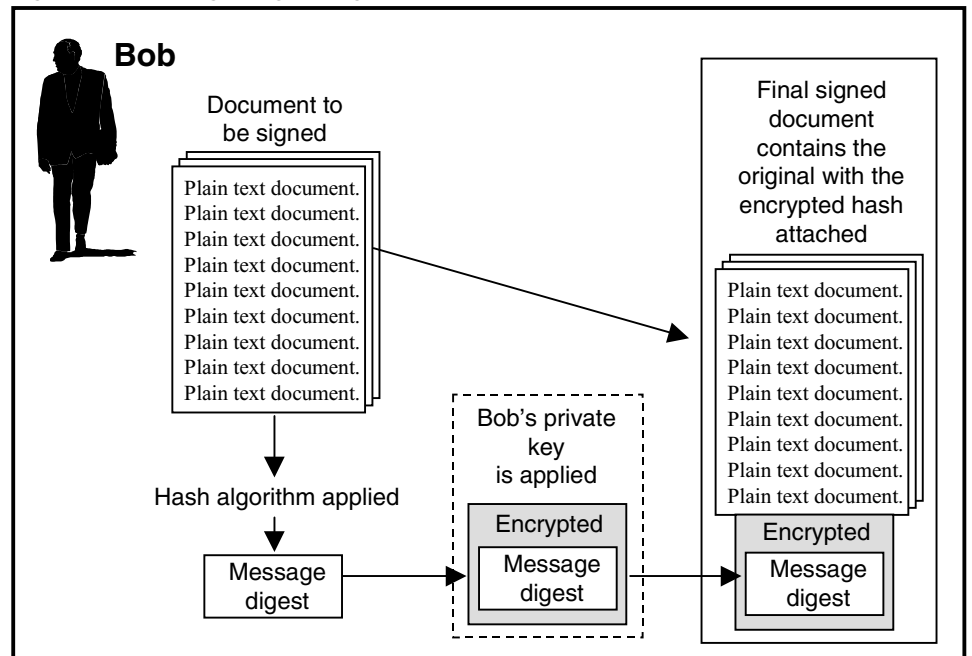 Bob
Document to
be signed
Plain text document.
Plain text document.
Plain text document.
Plain text document.
Plain text document.
Plain text document.
Plain text document.
Plain text document.
Plain text document.
Hash algorithm applied
Message
digest
Bob's private
key
is applied
Encrypted
Message
digest
Final signed
document
contains the
original with the
encrypted hash
attached
Plain text document.
Plain text document.
Plain text document.
Plain text document.
Plain text document.
Plain text document.
Plain text document.
Plain text document.
Plain text document.
Encrypted
Message
digest